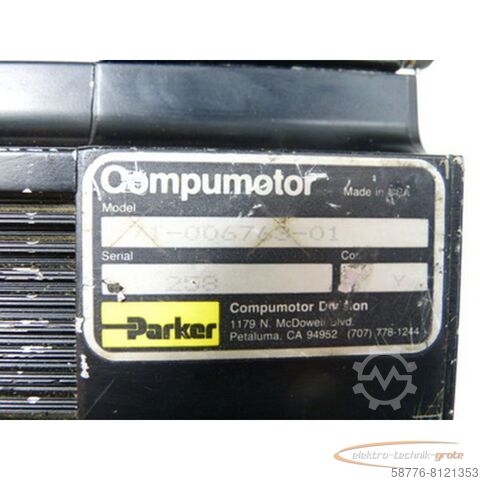 Compumotor
Made in USA
Model
-006763-01
Serial
258
Y
Compumotor Division
Parker
1179 N. McDowell Blvd.
Petaluma, CA 94952 (707) 778-1244
elektro-technik-grote
58776-8121353